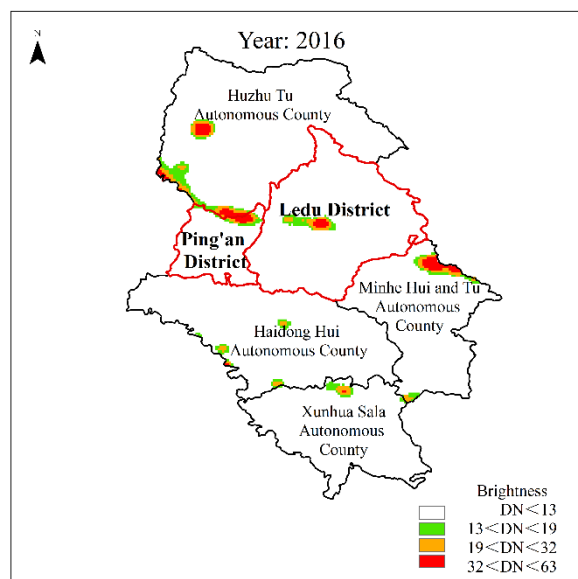 Year: 2016
N
Huzhu Tu
Autonomous County
Ledu District
Ping'an
District
Minhe Hui and Tu
Autonomous
County
Haidong Hui
Autonomous County
Xunhua Sala
Autonomous
County
Brightness
DN<13
13<DN<19
19<DN<32
32<DN<63